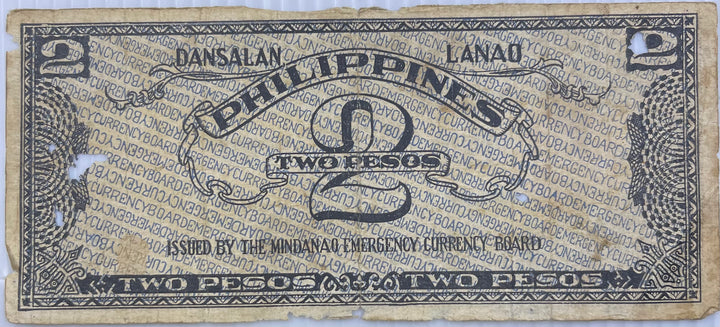 2 DANSALAN LANAO 2
PHILIPPINES
2
TWO PESOS
ISSUED BY THE MINDANAO EMERGENCY CURRENCY BOARD
TWO PESOS TWO PESOS